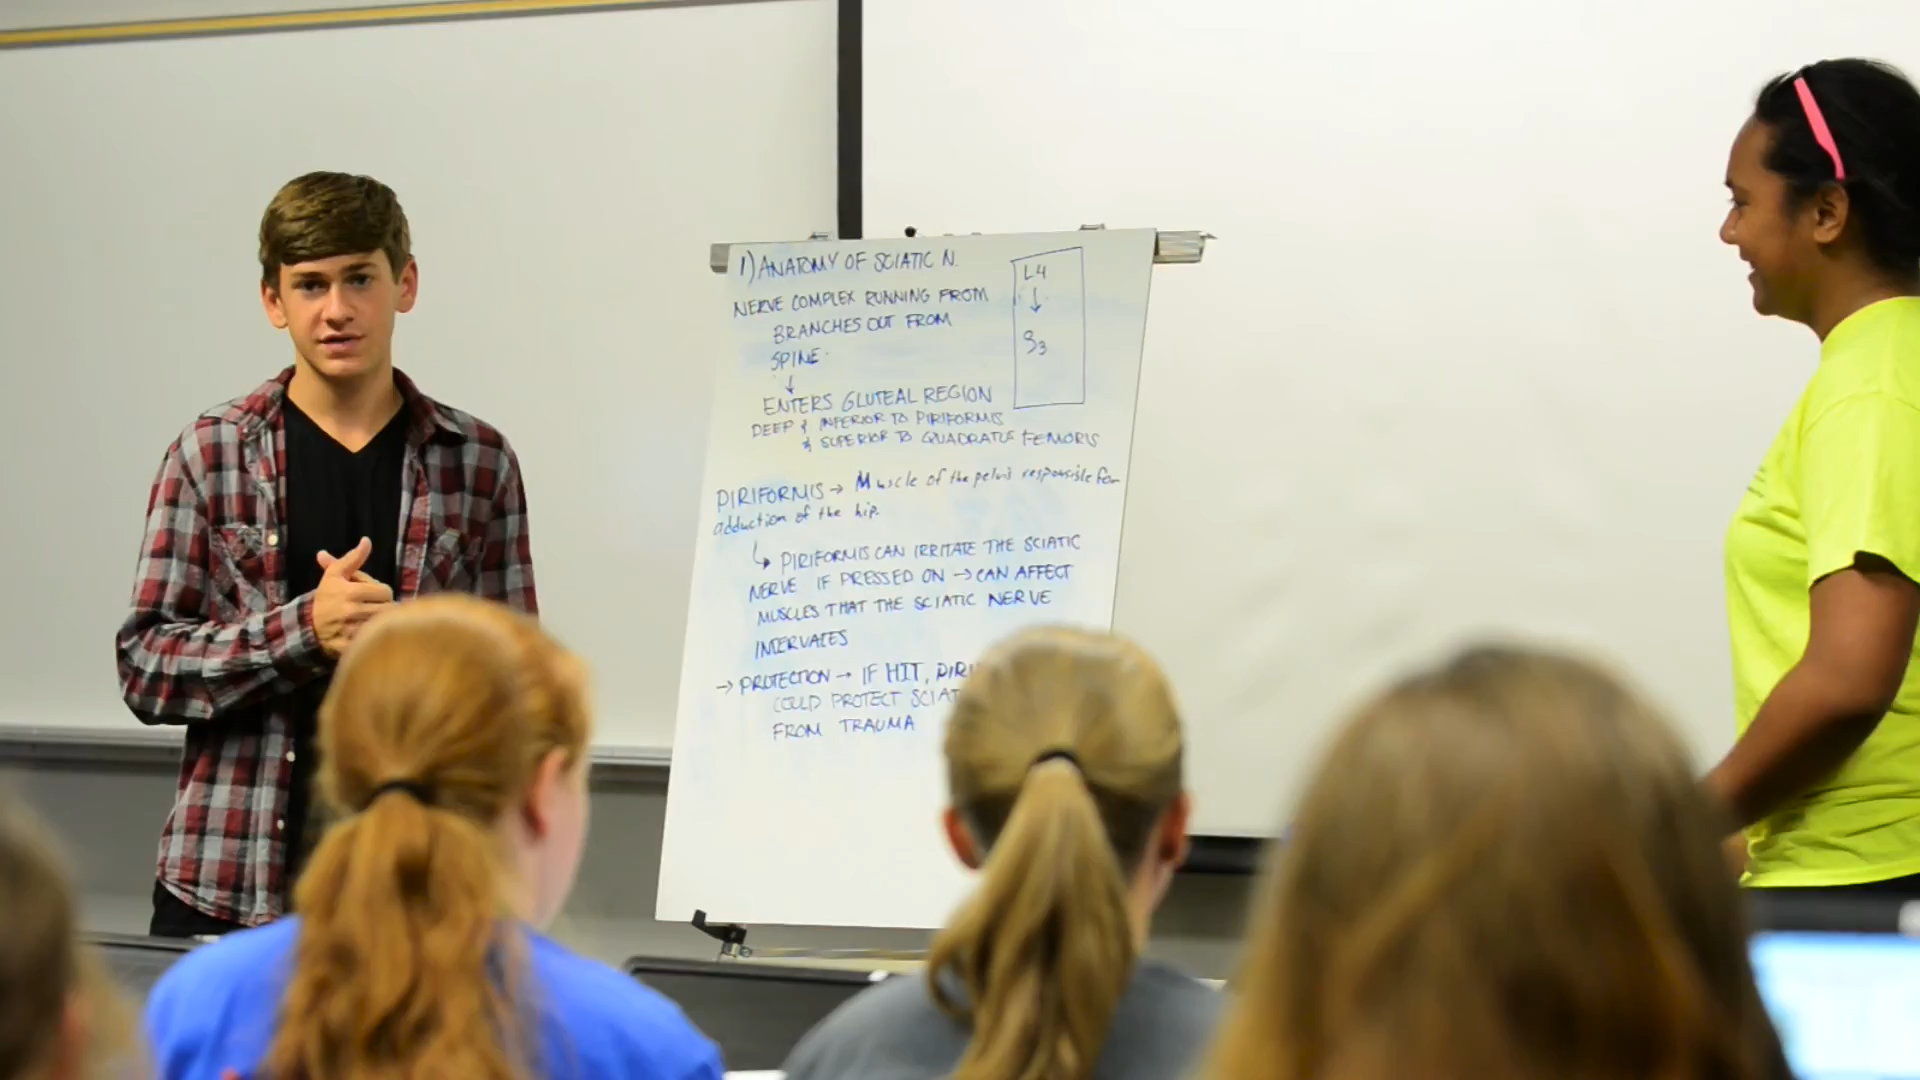 1) ANATOMY OF SCIATIC N.
NERVE COMPLEX RUNNING FROM
BRANCHES OUT FROM
SPINE.
↓
ENTERS GLUTEAL REGION
DEEP & INFERIOR TO PIRIFORMIS
& SUPERIOR TO QUADRATUS FEMORIS
L4
↓
S3
PIRIFORMIS → Muscle of the pelvis responsible for
adduction of the hip.
↳ PIRIFORMIS CAN IRRITATE THE SCIATIC
NERVE IF PRESSED ON → CAN AFFECT
MUSCLES THAT THE SCIATIC NERVE
INTERVATES
→ PROTECTION → IF HIT, PIRI
COULD PROTECT SCIAT
FROM TRAUMA